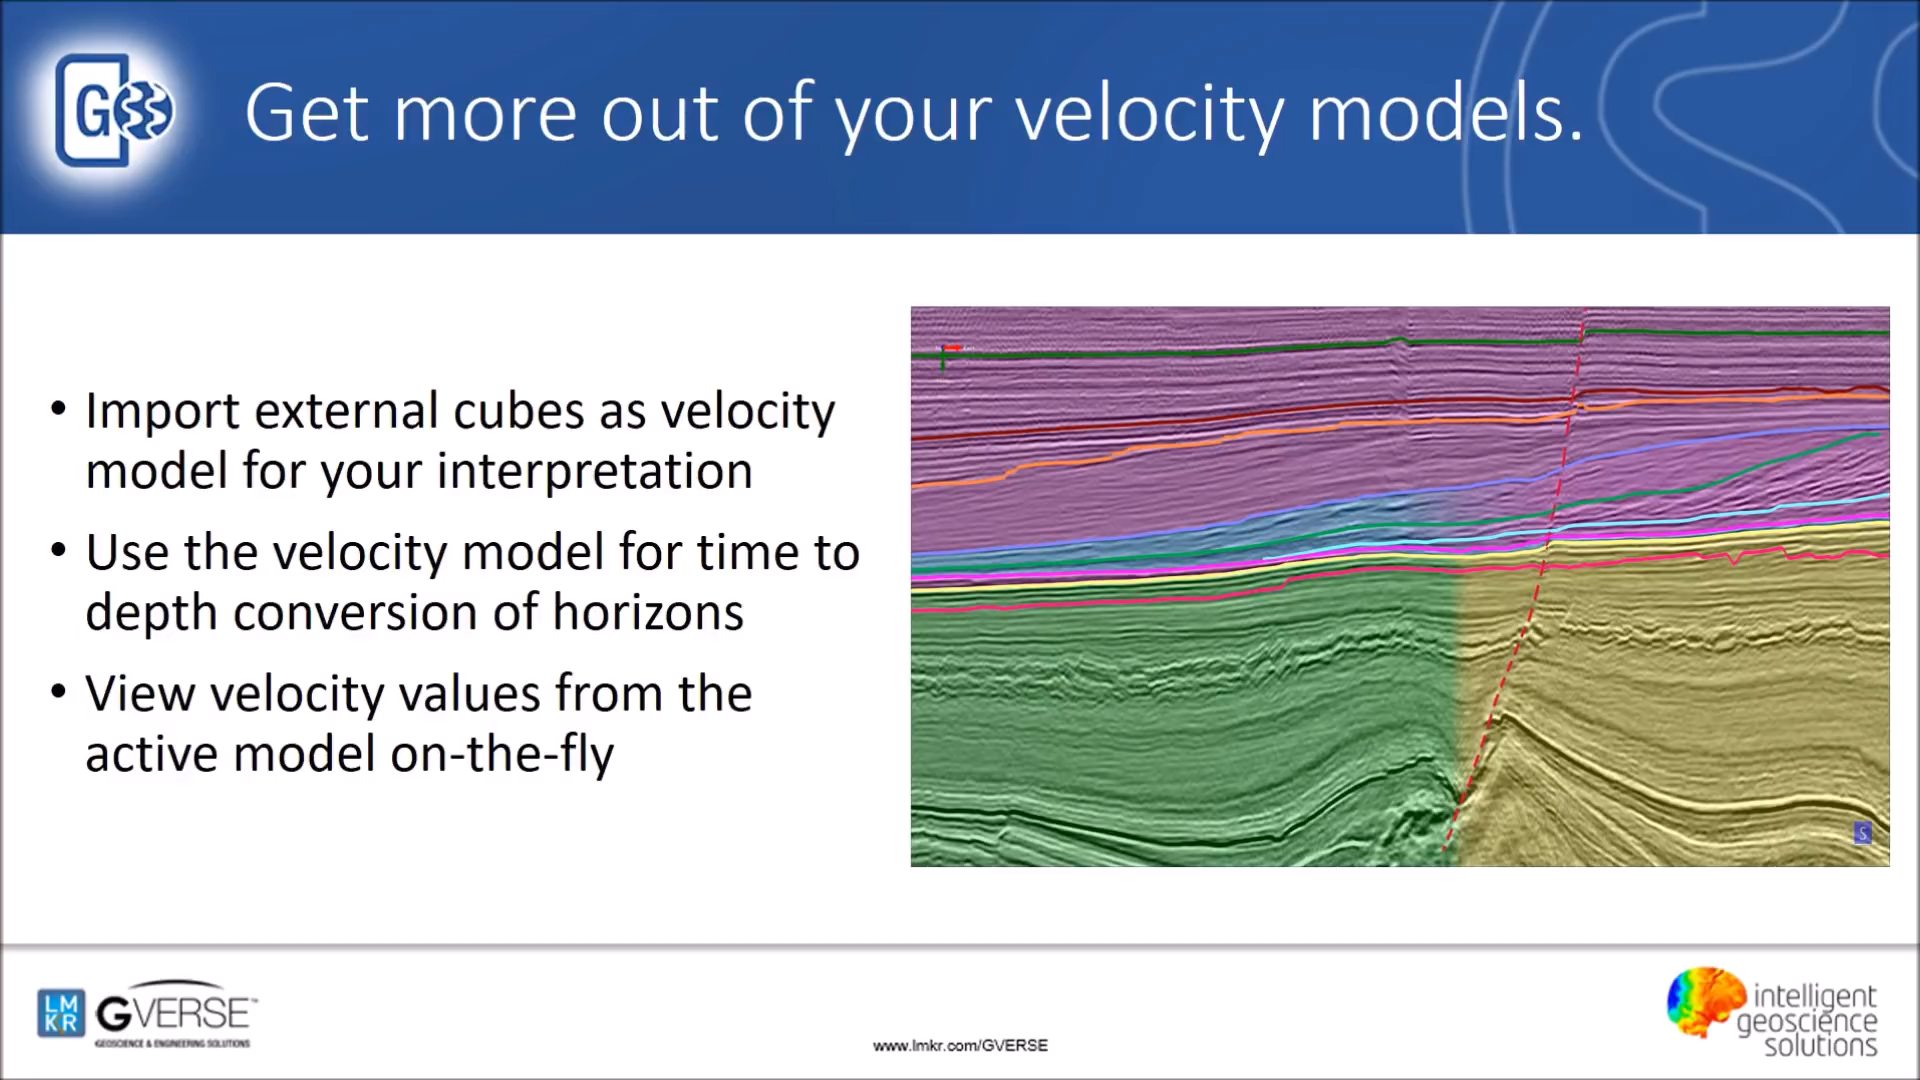 G
Get more out of your velocity models.
• Import external cubes as velocity
model for your interpretation
• Use the velocity model for time to
depth conversion of horizons
• View velocity values from the
active model on-the-fly
S
LM
KR
GVERSE™
GEOSCIENCE & ENGINEERING SOLUTIONS
www.lmkr.com/GVERSE
intelligent
geoscience
solutions